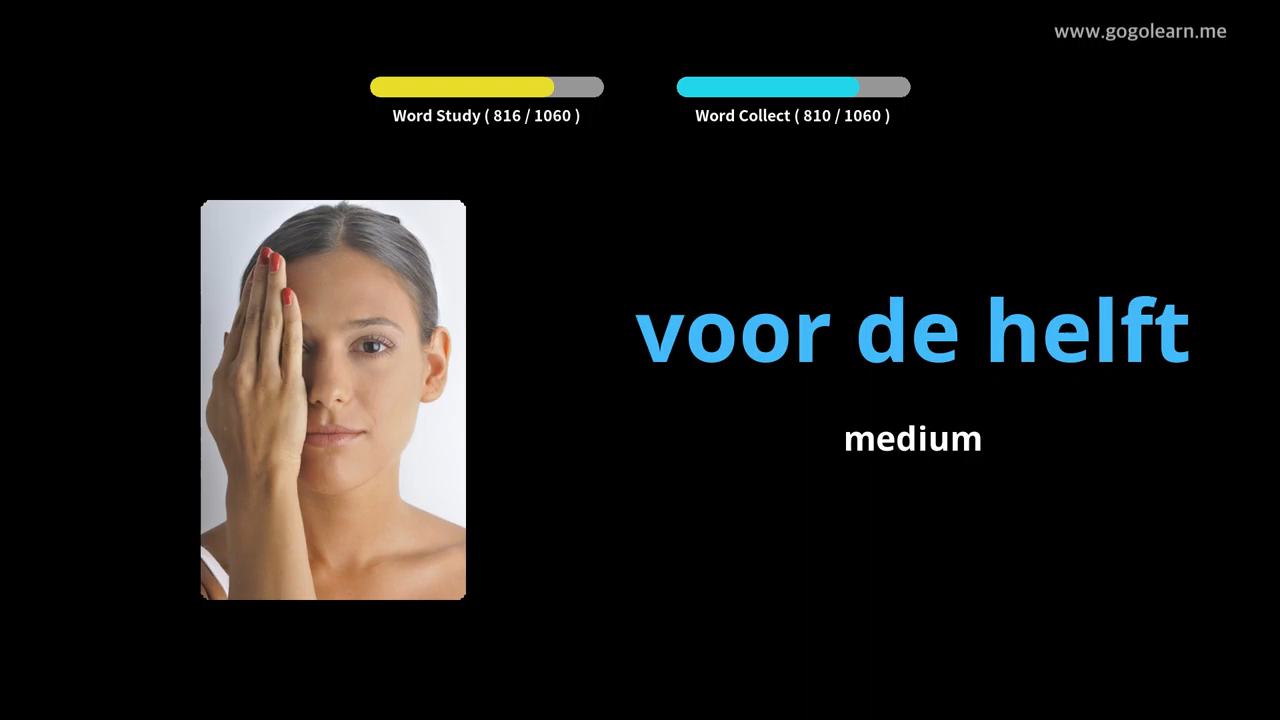 www.gogolearn.me
Word Study ( 816 / 1060 )
Word Collect ( 810 / 1060 )
voor de helft
medium